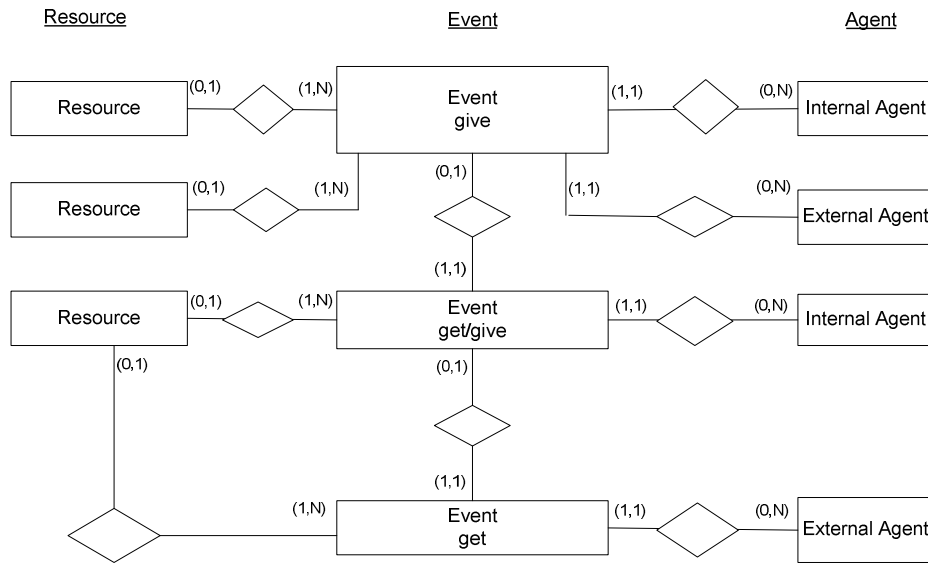 Resource Event Agent
(0,1) (1,N) (1,1) (0,N)
Resource Event Internal Agent
give
(0,1) (1,N) (0,1) (1,1) (0,N)
Resource External Agent
(1,1)
(0,1) (1,N) Event (1,1) (0,N)
Resource get/give Internal Agent
(0,1) (0,1)
(1,1)
(1,N) Event (1,1) (0,N)
get External Agent